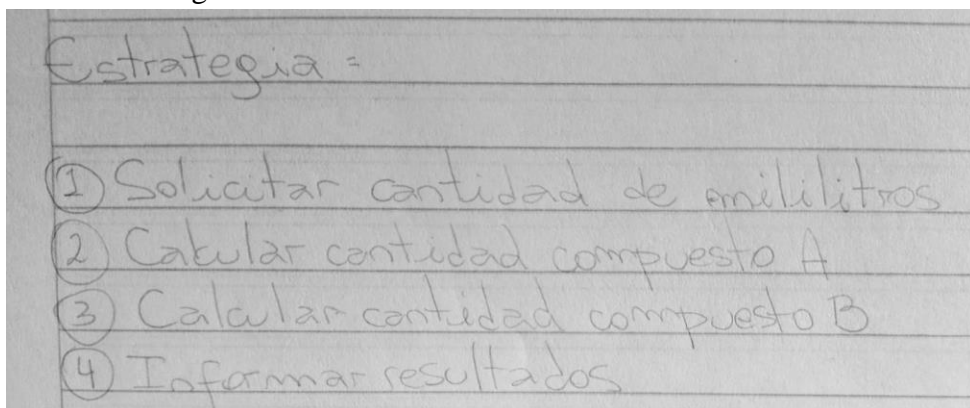 Estrategia:
① Solicitar cantidad de mililitros
② Calcular cantidad compuesto A
③ Calcular cantidad compuesto B
④ Informar resultados